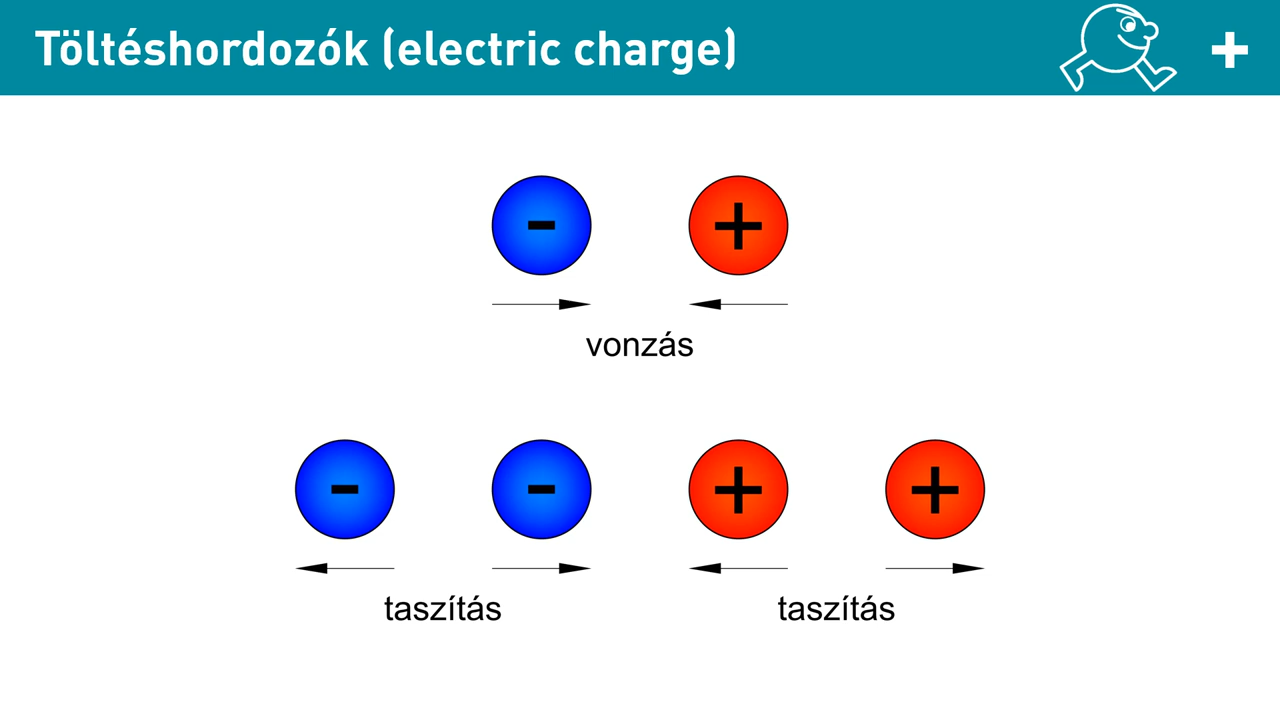 Töltéshordozók (electric charge) +
- +
vonzás
- - + +
taszítás taszítás